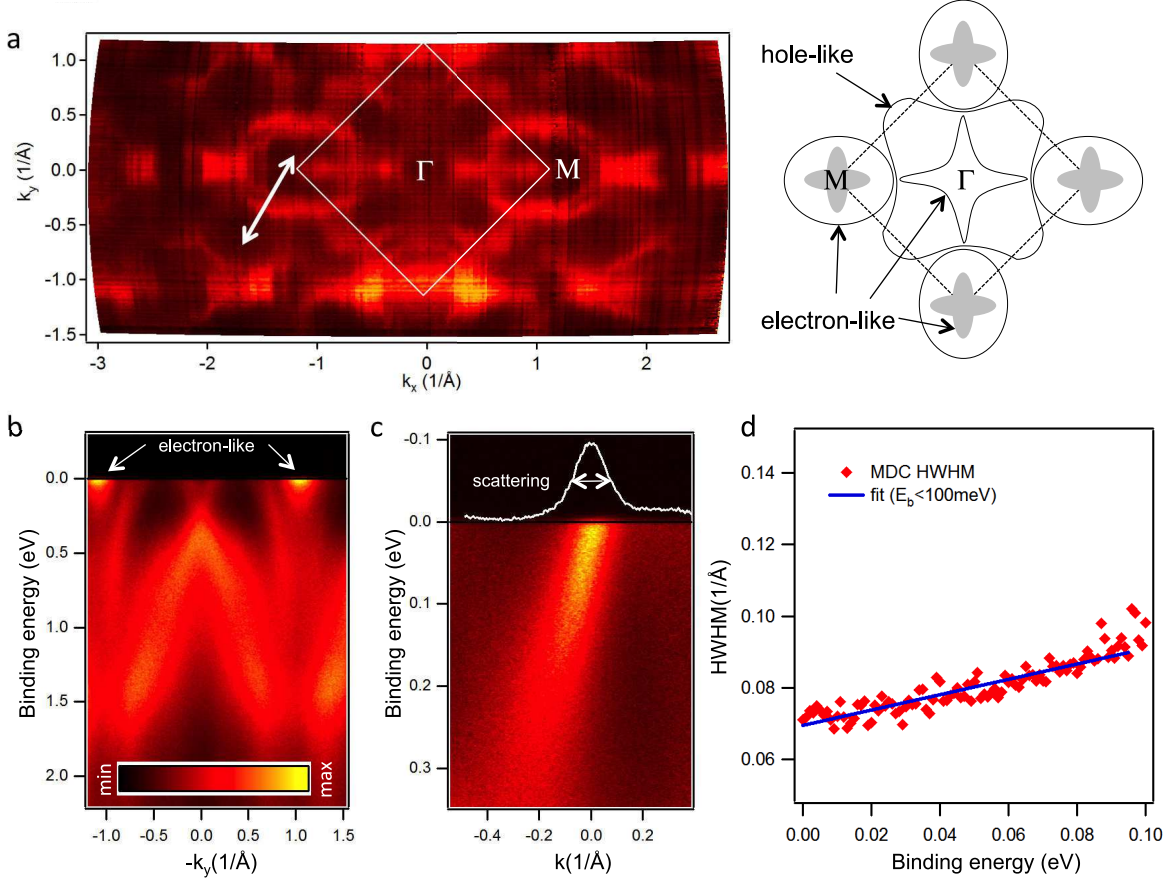 a
1.0
0.5
0.0
-0.5
-1.0
-1.5
k_y (1/Å)
Γ
M
-3
-2
-1
0
1
2
k_x (1/Å)
hole-like
M
Γ
electron-like
b
electron-like
0.0
0.5
1.0
1.5
2.0
Binding energy (eV)
min
max
-1.0
-0.5
0.0
0.5
1.0
1.5
-k_y(1/Å)
c
-0.1
0.0
0.1
0.2
0.3
Binding energy (eV)
scattering
-0.4
-0.2
0.0
0.2
k(1/Å)
d
0.14
0.12
0.10
0.08
0.06
HWHM(1/Å)
MDC HWHM
fit (E_b<100meV)
0.00
0.02
0.04
0.06
0.08
0.10
Binding energy (eV)